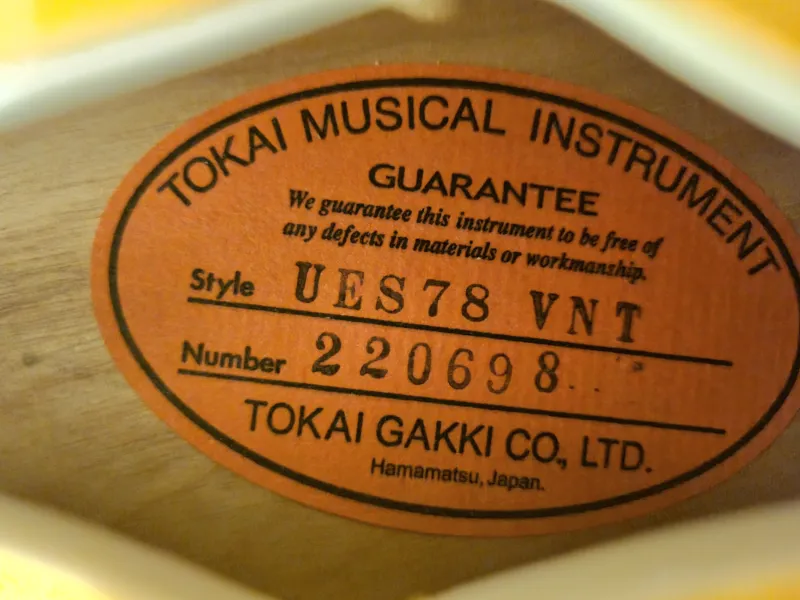 TOKAI MUSICAL INSTRUMENT
GUARANTEE
We guarantee this instrument to be free of
any defects in materials or workmanship.
Style UES78 VNT
Number 220698
TOKAI GAKKI CO., LTD.
Hamamatsu, Japan.